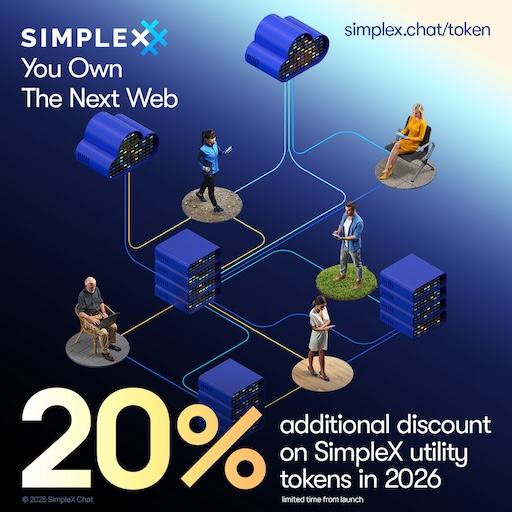 SIMPLEX
simplex.chat/token
You Own
The Next Web
20%
additional discount
on SimpleX utility
tokens in 2026
limited time from launch
© 2025 SimpleX Chat